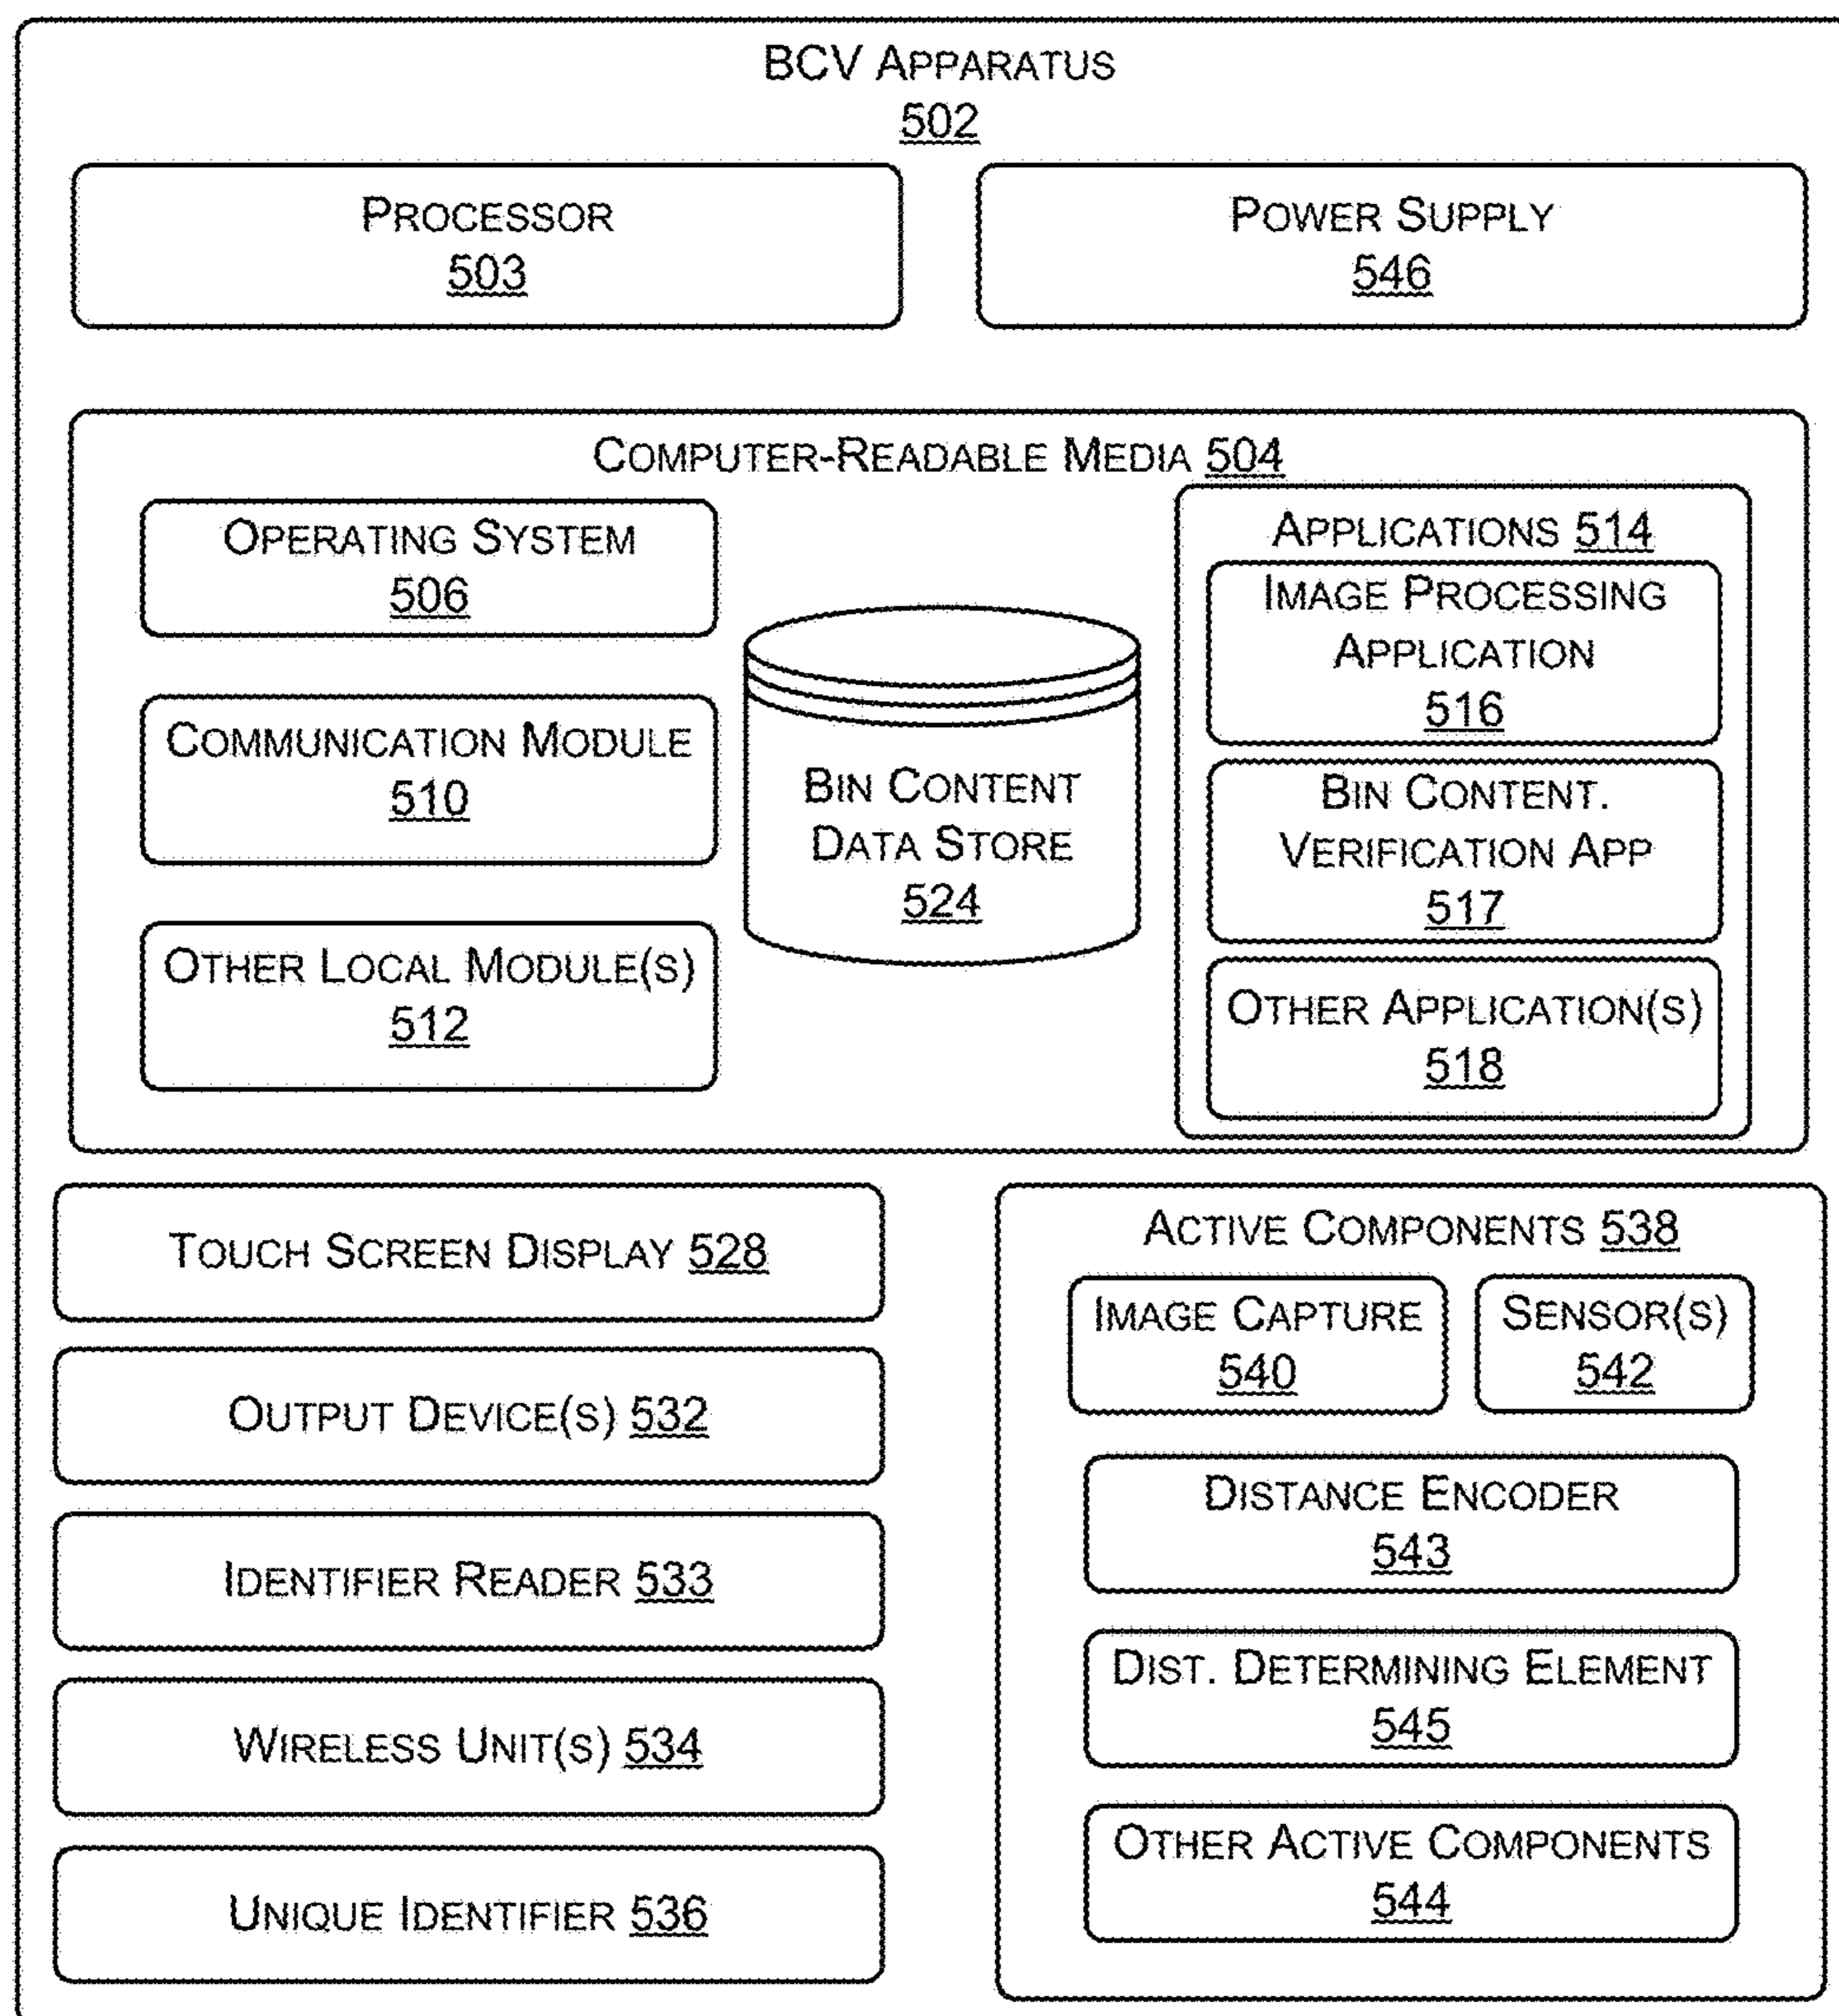 BCV APPARATUS
502
PROCESSOR
503
POWER SUPPLY
546
COMPUTER-READABLE MEDIA 504
OPERATING SYSTEM
506
COMMUNICATION MODULE
510
OTHER LOCAL MODULE(S)
512
BIN CONTENT
DATA STORE
524
APPLICATIONS 514
IMAGE PROCESSING
APPLICATION
516
BIN CONTENT.
VERIFICATION APP
517
OTHER APPLICATION(S)
518
TOUCH SCREEN DISPLAY 528
OUTPUT DEVICE(S) 532
IDENTIFIER READER 533
WIRELESS UNIT(S) 534
UNIQUE IDENTIFIER 536
ACTIVE COMPONENTS 538
IMAGE CAPTURE
540
SENSOR(S)
542
DISTANCE ENCODER
543
DIST. DETERMINING ELEMENT
545
OTHER ACTIVE COMPONENTS
544